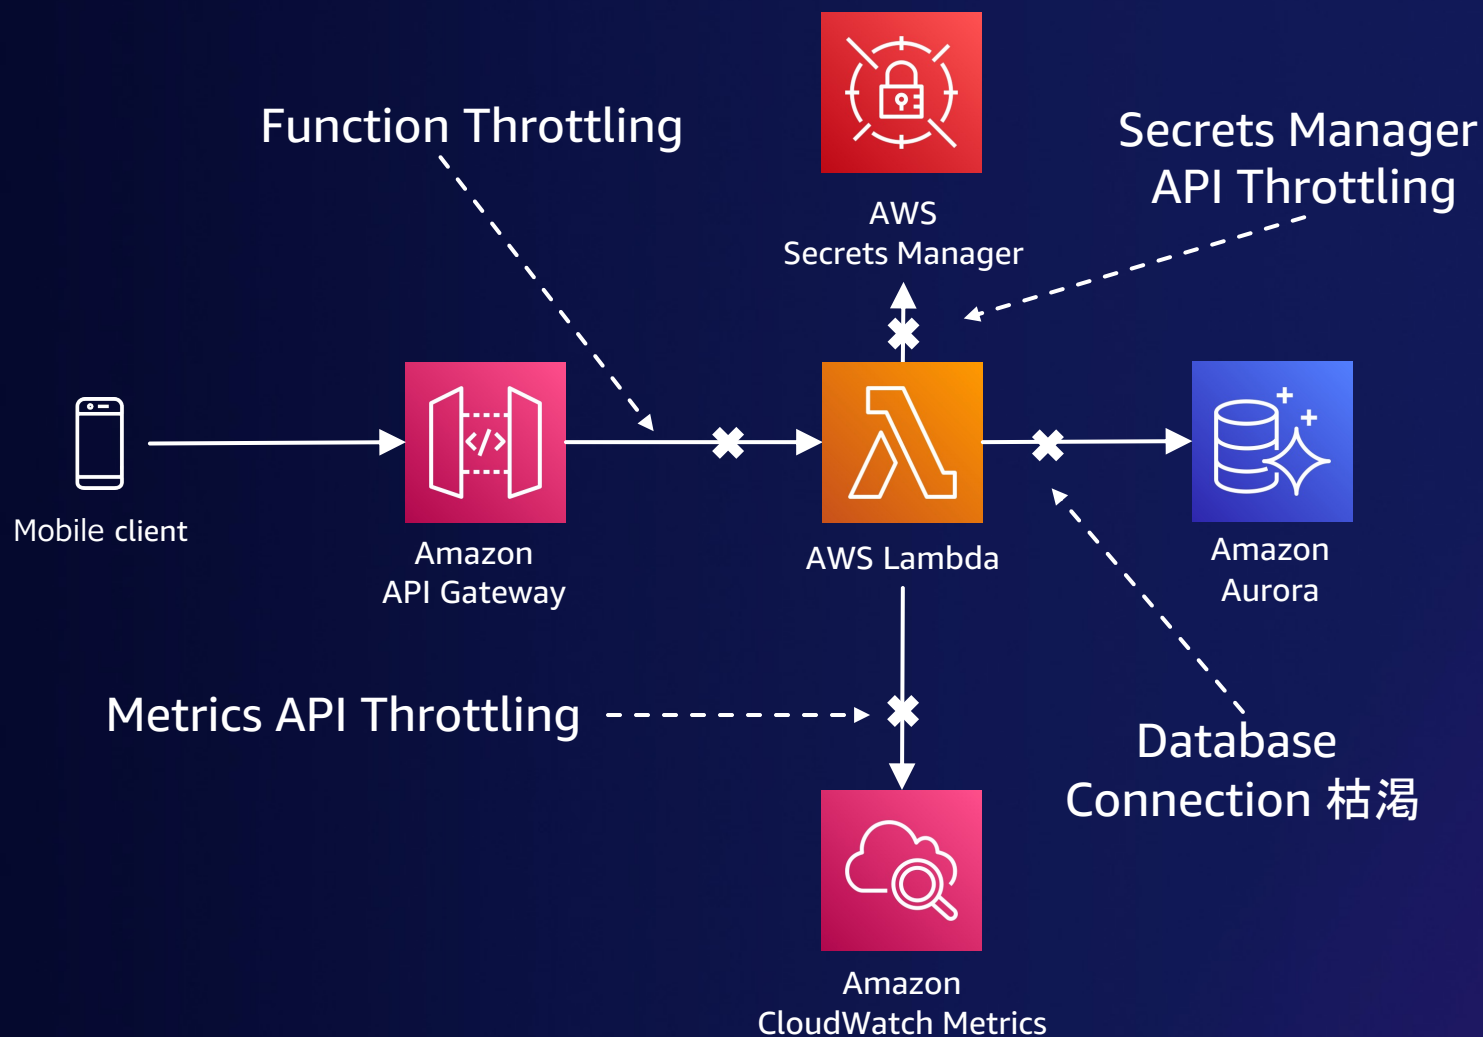 Function Throttling
Secrets Manager
API Throttling
AWS
Secrets Manager
Mobile client
Amazon
API Gateway
AWS Lambda
Amazon
Aurora
Metrics API Throttling
Database
Connection 枯渇
Amazon
CloudWatch Metrics